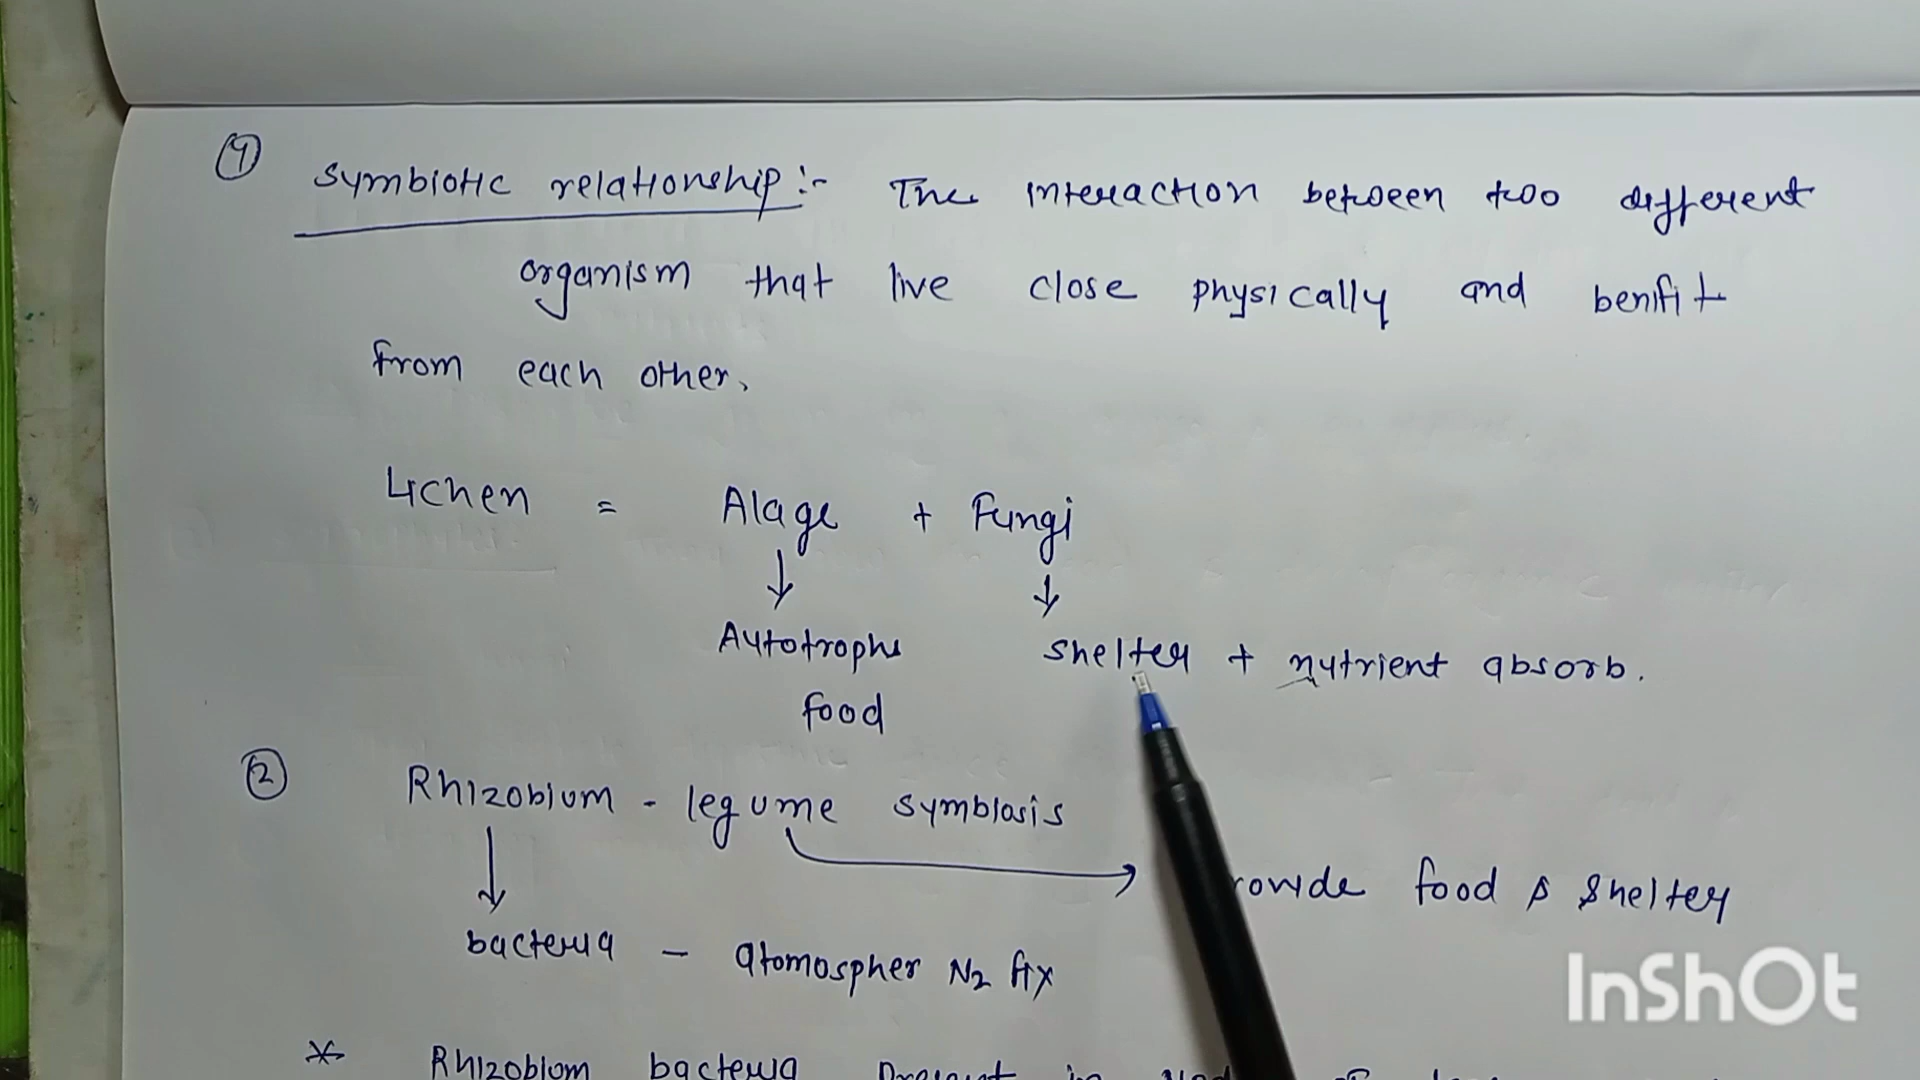 ① Symbiotic relationship :- The interaction between two different
organism that live close physically and benifit
from each other.
Lichen = Alage + Fungi
↓ ↓
Autotrophs shelter + nutrient absorb.
food
② Rhizobium - legume symbiosis
rovide food & shelter
bacteria - atomospher N2 fix
InShOt
* Rhizobium bacteria Present in